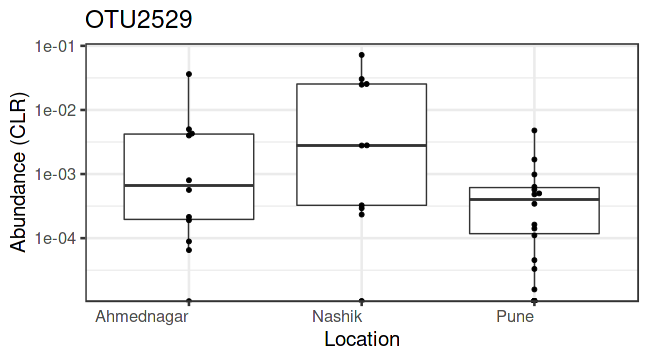 OTU2529
Abundance (CLR)
1e-01
1e-02
1e-03
1e-04
Ahmednagar Nashik Pune
Location